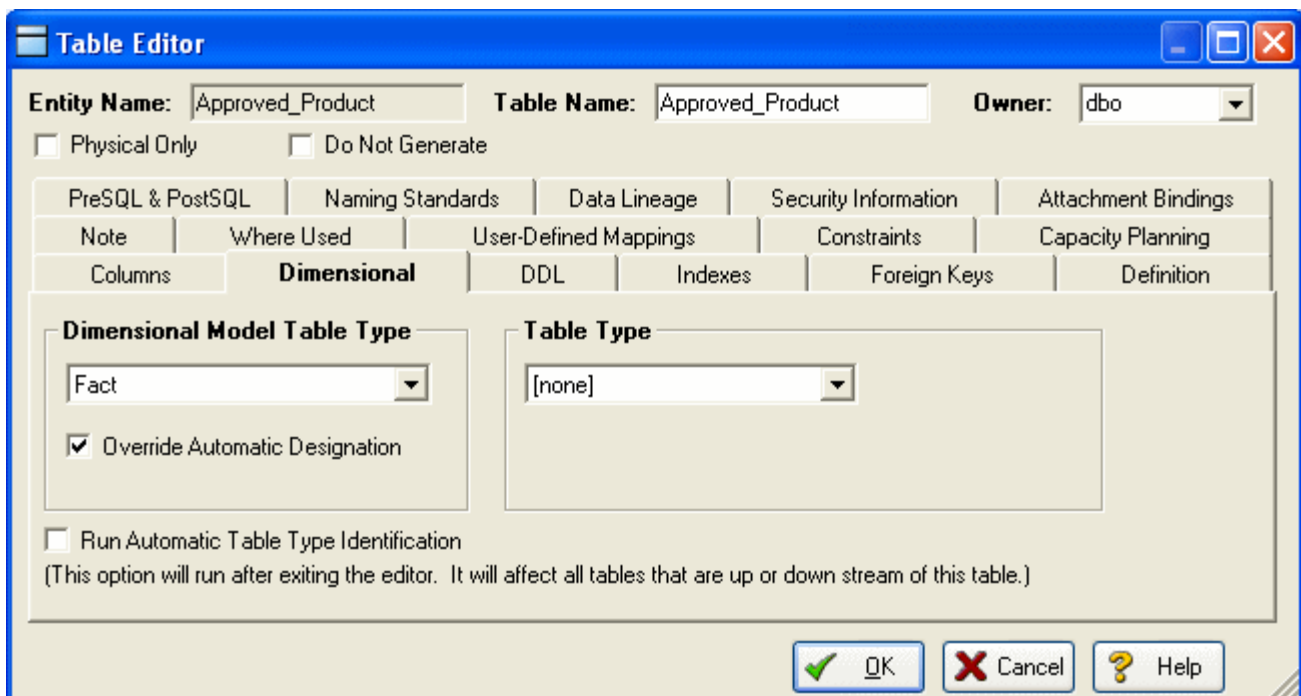 Table Editor
Entity Name: Approved_Product Table Name: Approved_Product Owner: dbo
Physical Only Do Not Generate
PreSQL & PostSQL Naming Standards Data Lineage Security Information Attachment Bindings
Note Where Used User-Defined Mappings Constraints Capacity Planning
Columns Dimensional DDL Indexes Foreign Keys Definition
Dimensional Model Table Type Table Type
Fact [none]
Override Automatic Designation
Run Automatic Table Type Identification
(This option will run after exiting the editor. It will affect all tables that are up or down stream of this table.)
OK Cancel Help